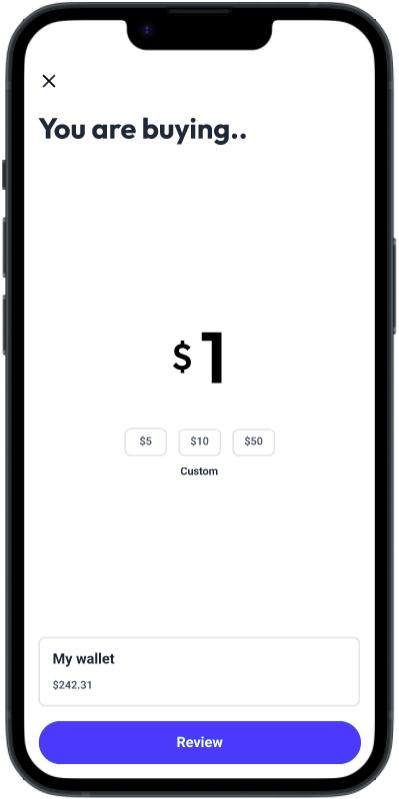 You are buying..
$1
$5 $10 $50
Custom
My wallet
$242.31
Review